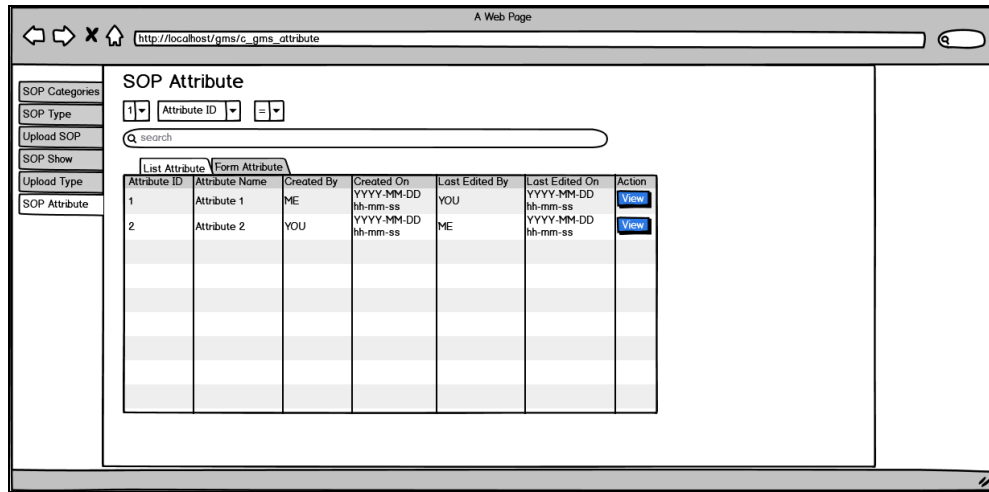 A Web Page
http://localhost/gms/c_gms_attribute
SOP Categories
SOP Type
Upload SOP
SOP Show
Upload Type
SOP Attribute
SOP Attribute
1 Attribute ID =
search
List Attribute Form Attribute
Attribute ID Attribute Name Created By Created On Last Edited By Last Edited On Action
1 Attribute 1 ME YYYY-MM-DD hh-mm-ss YOU YYYY-MM-DD hh-mm-ss View
2 Attribute 2 YOU YYYY-MM-DD hh-mm-ss ME YYYY-MM-DD hh-mm-ss View